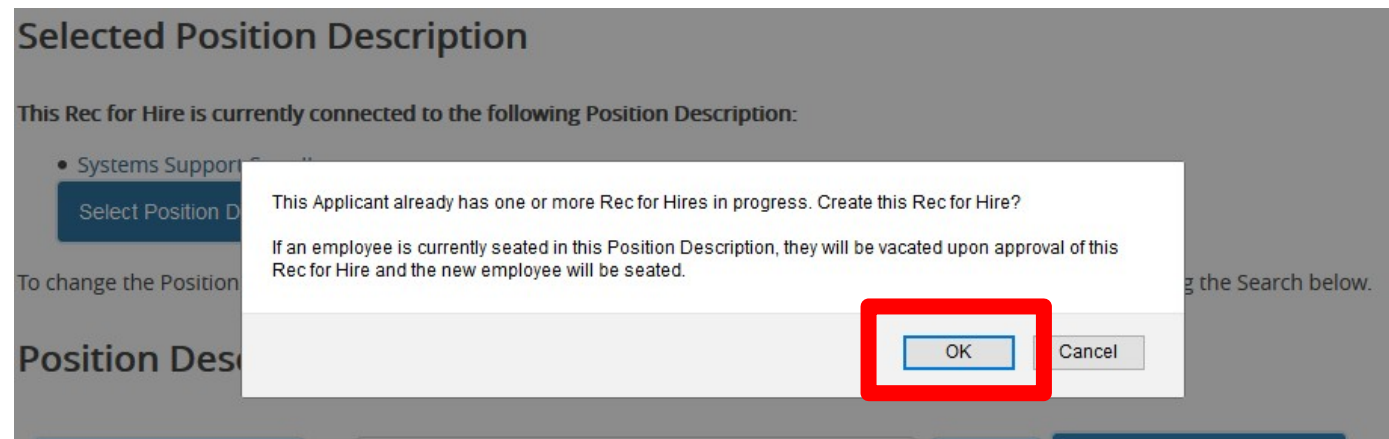 Selected Position Description
This Rec for Hire is currently connected to the following Position Description:
• Systems Support
Select Position D
This Applicant already has one or more Rec for Hires in progress. Create this Rec for Hire?
If an employee is currently seated in this Position Description, they will be vacated upon approval of this
Rec for Hire and the new employee will be seated.
To change the Position
g the Search below.
OK
Cancel
Position Des